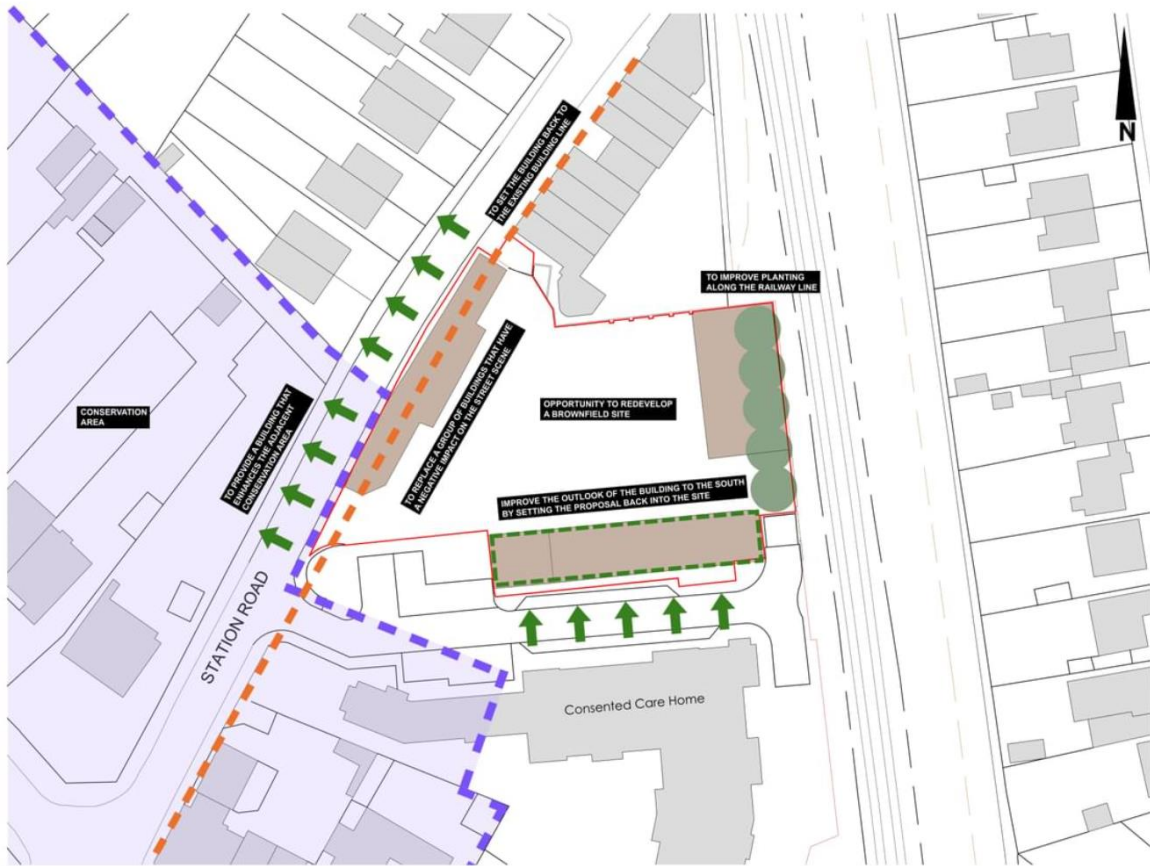 N
TO SET THE BUILDING BACK TO
THE EXISTING BUILDING LINE
TO IMPROVE PLANTING
ALONG THE RAILWAY LINE
CONSERVATION
AREA
TO PROVIDE A BUILDING THAT
ENHANCES THE ADJACENT
CONSERVATION AREA
TO REPLACE A GROUP OF BUILDINGS THAT HAVE
A NEGATIVE IMPACT ON THE STREET SCENE
OPPORTUNITY TO REDEVELOP
A BROWNFIELD SITE
IMPROVE THE OUTLOOK OF THE BUILDING TO THE SOUTH
BY SETTING THE PROPOSAL BACK INTO THE SITE
STATION ROAD
Consented Care Home